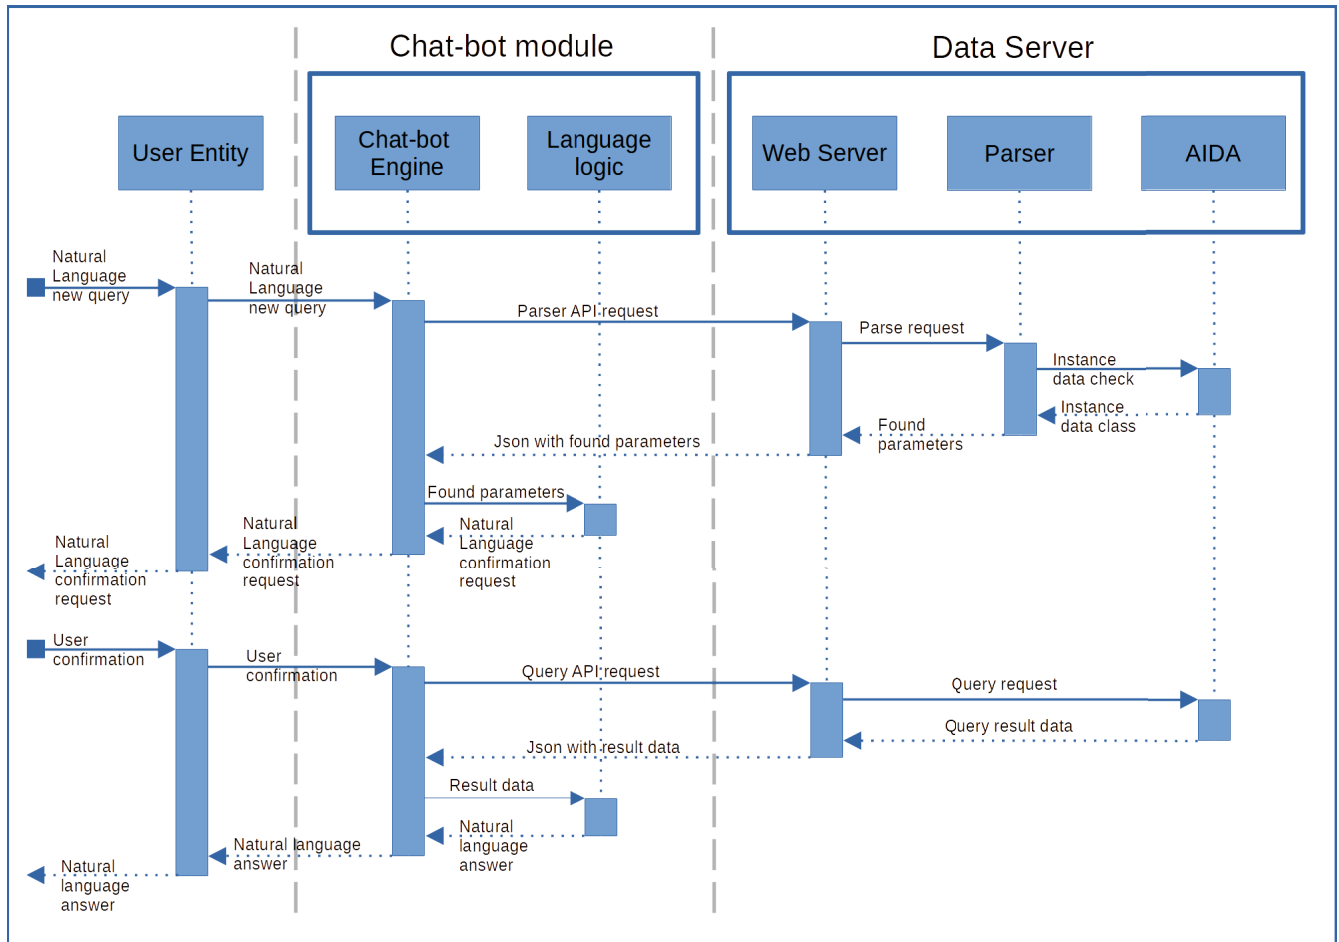 Chat-bot module
Data Server
User Entity
Chat-bot
Engine
Language
logic
Web Server
Parser
AIDA
Natural
Language
new query
Natural
Language
new query
Parser API request
Parse request
Instance
data check
Instance
data class
Found
parameters
Json with found parameters
Found parameters
Natural
Language
confirmation
request
Natural
Language
confirmation
request
Natural
Language
confirmation
request
User
confirmation
User
confirmation
Query API request
Query request
Query result data
Json with result data
Result data
Natural
language
answer
Natural language
answer
Natural
language
answer